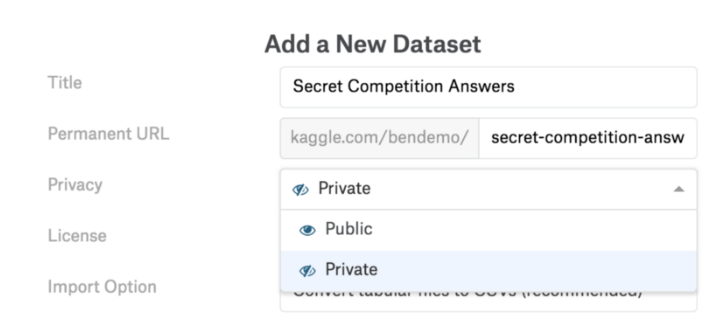 Add a New Dataset
Title
Secret Competition Answers
Permanent URL
kaggle.com/bendemo/ secret-competition-answ
Privacy
Private
Public
License
Private
Import Option
Convert tabular files to CSVs (recommended)